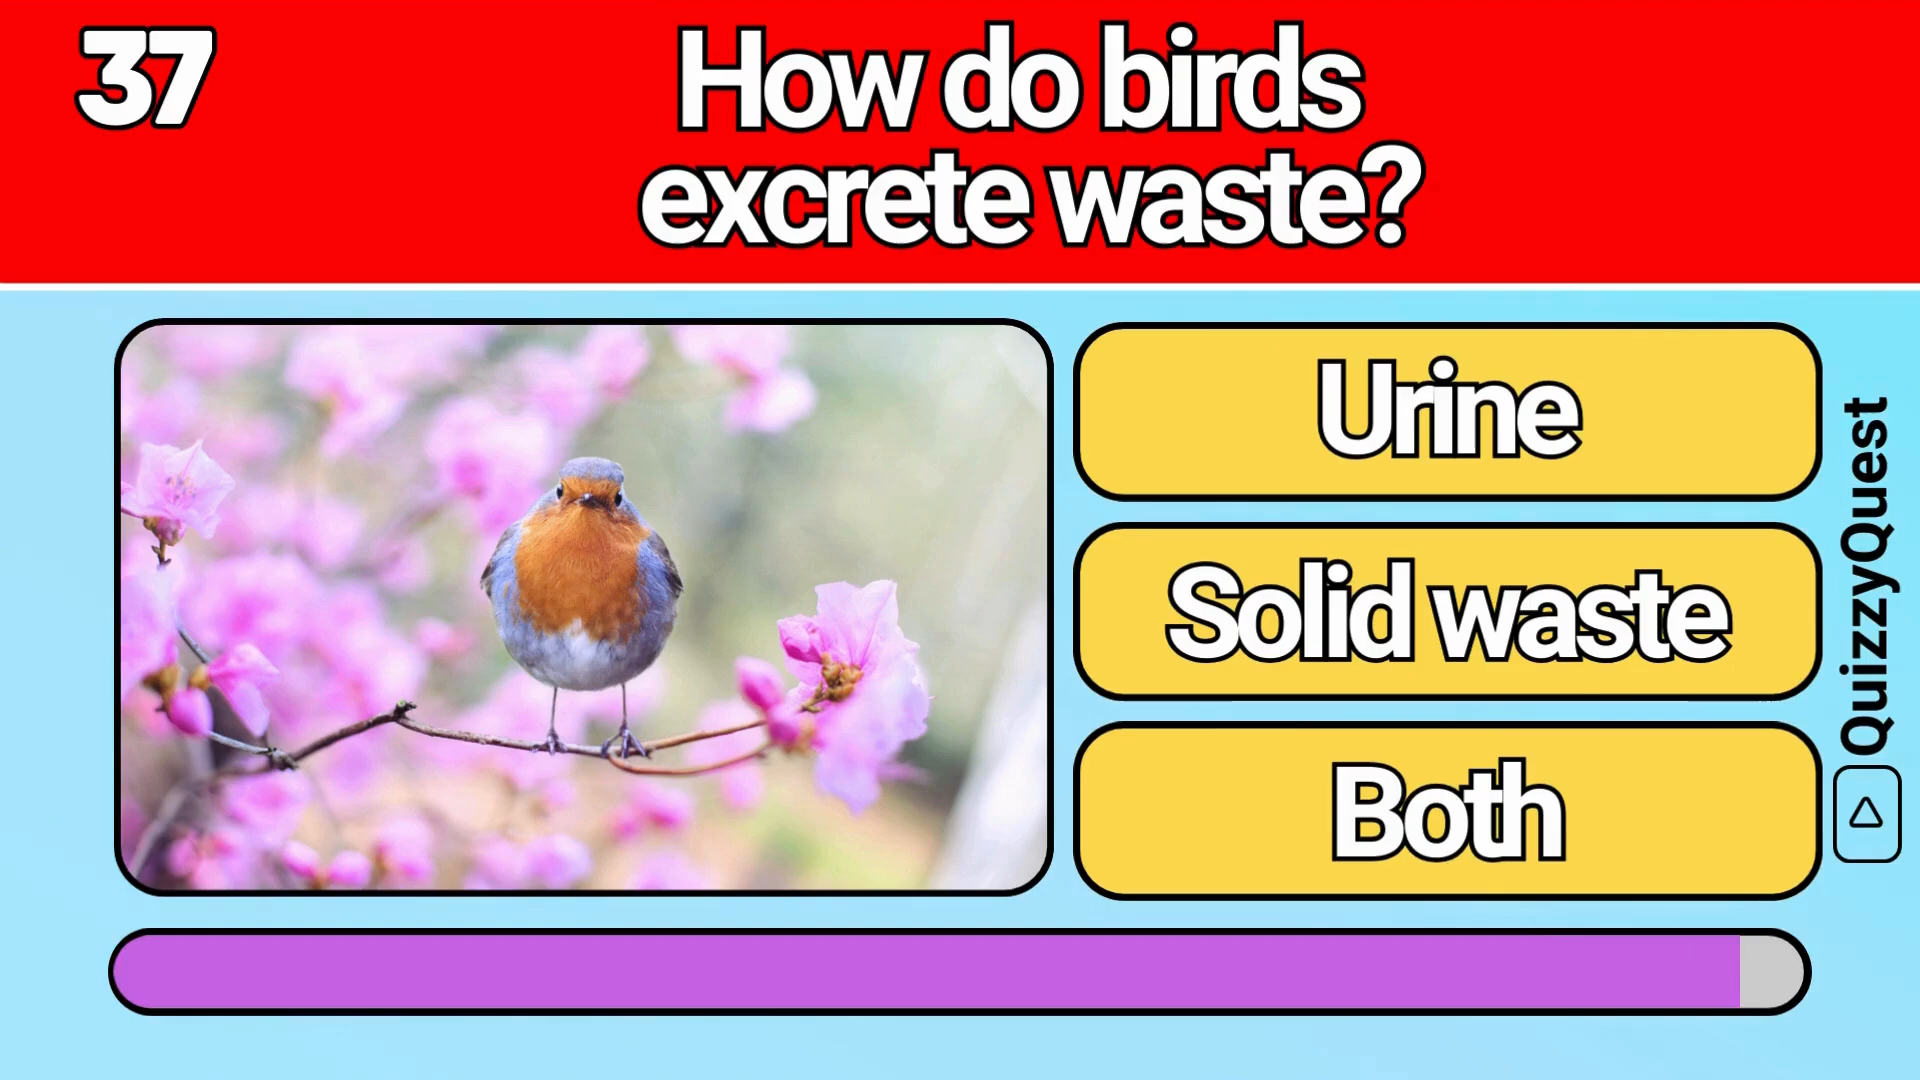 37
How do birds
excrete waste?
Urine
Solid waste
Both
QuizzyQuest